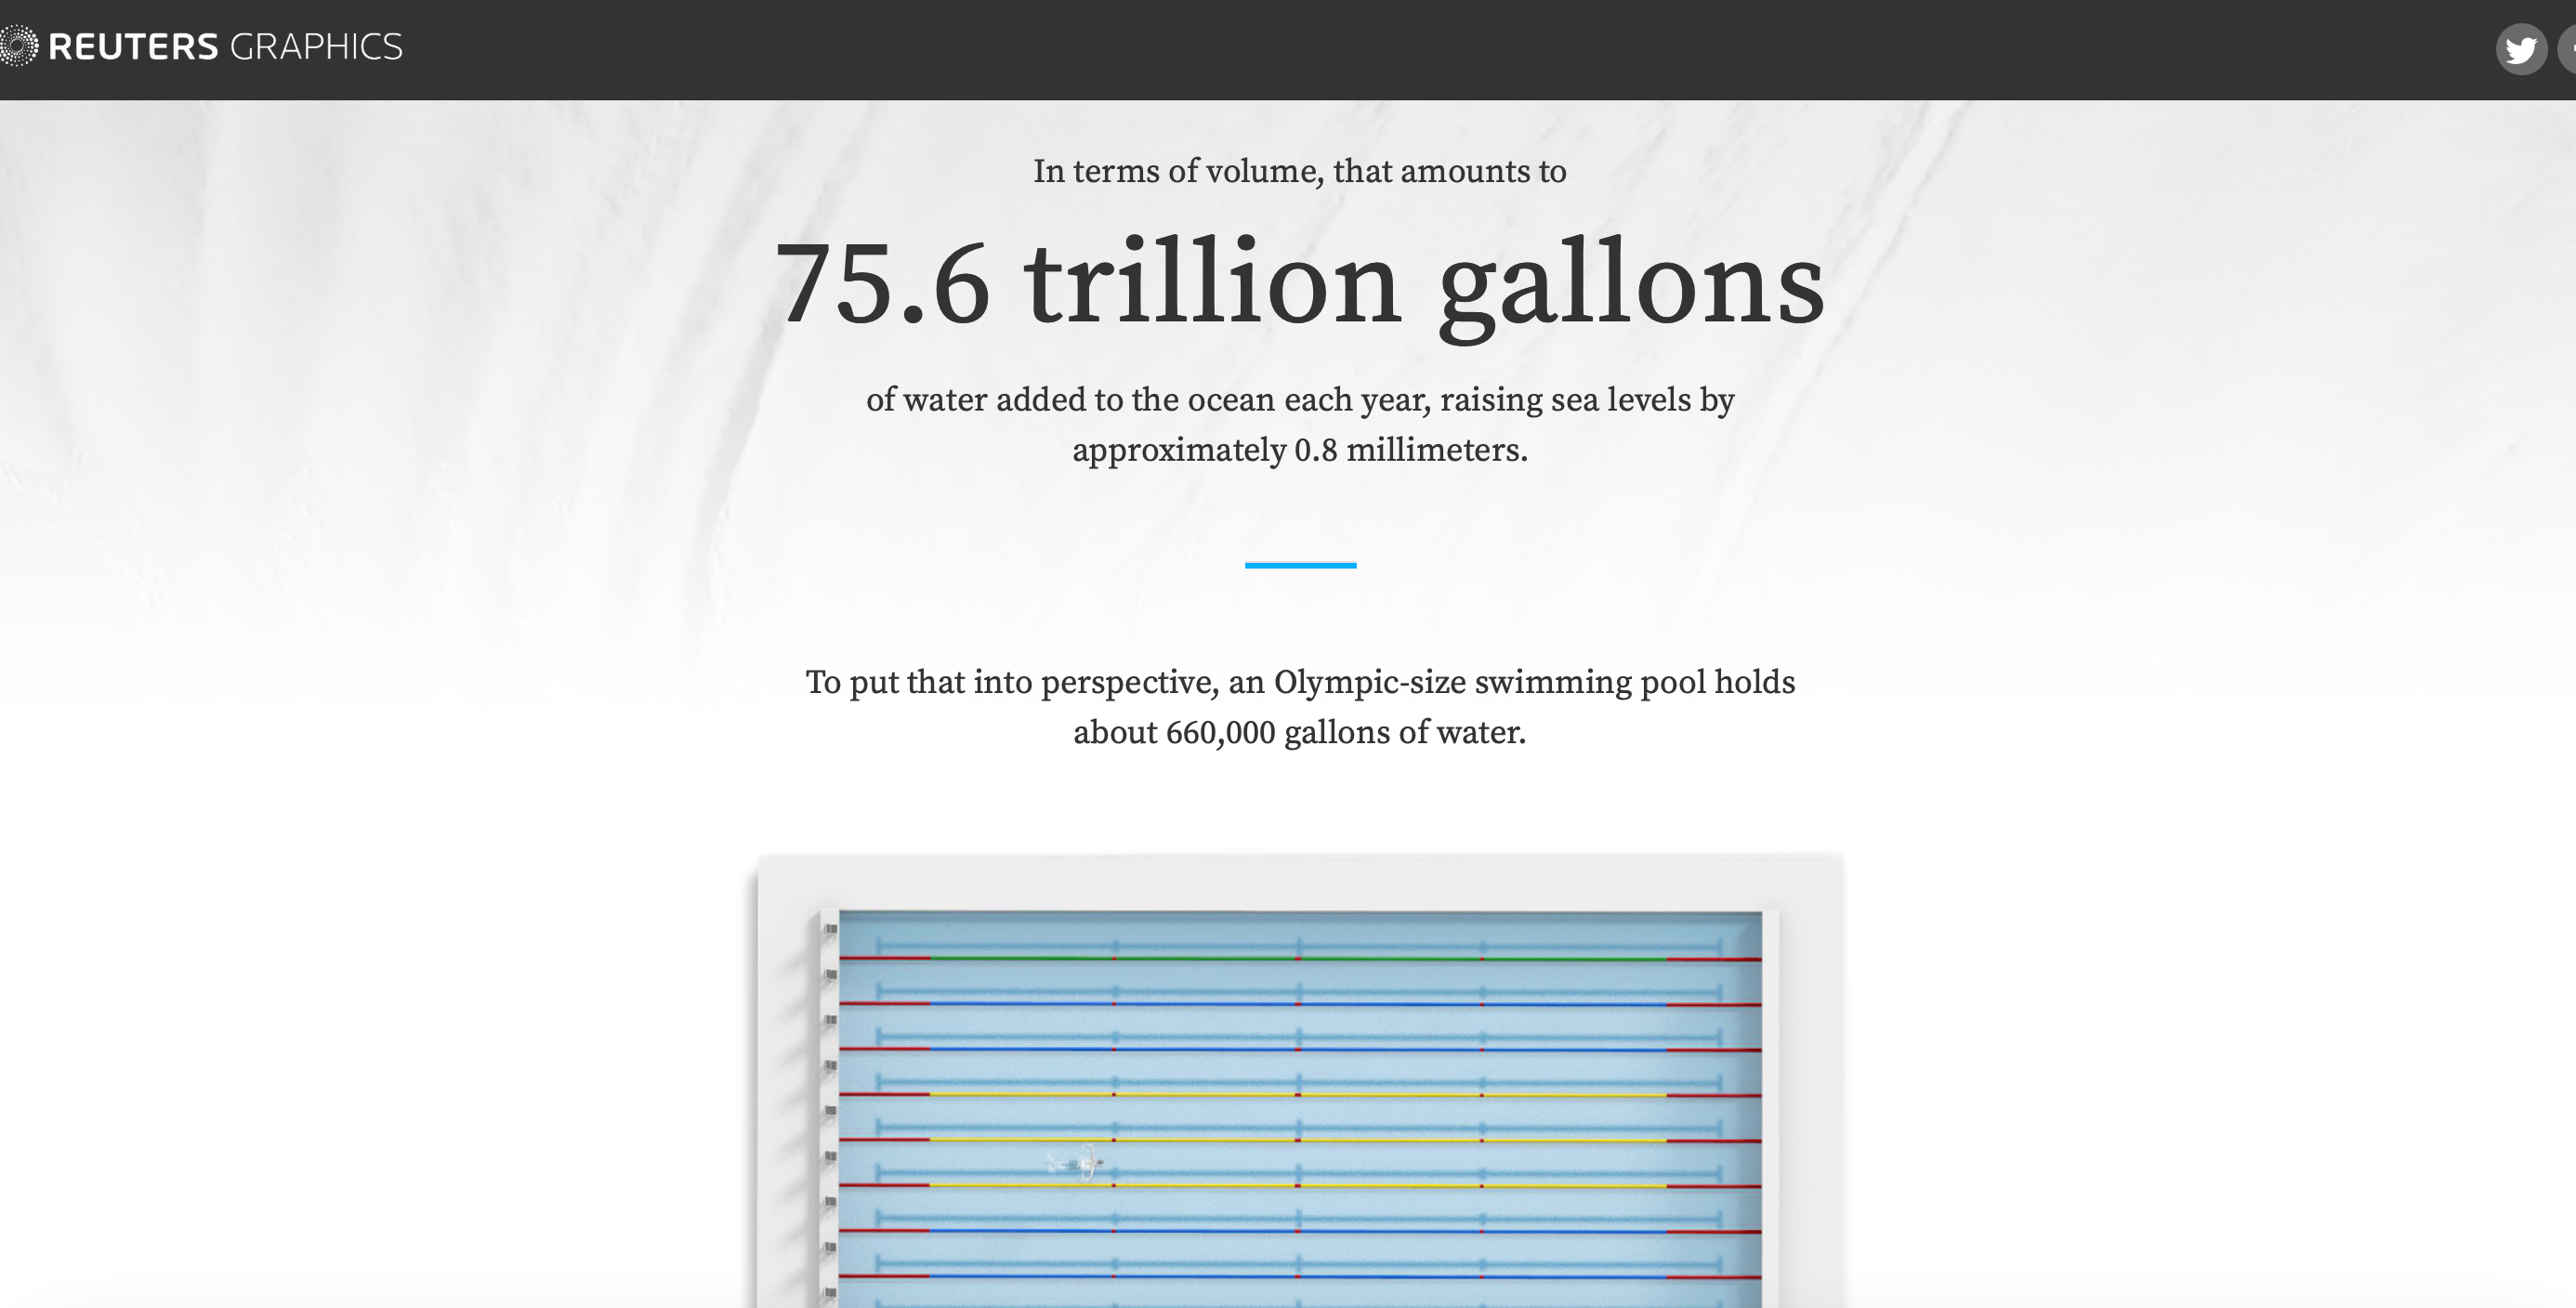 REUTERS GRAPHICS
In terms of volume, that amounts to
75.6 trillion gallons
of water added to the ocean each year, raising sea levels by
approximately 0.8 millimeters.
To put that into perspective, an Olympic-size swimming pool holds
about 660,000 gallons of water.